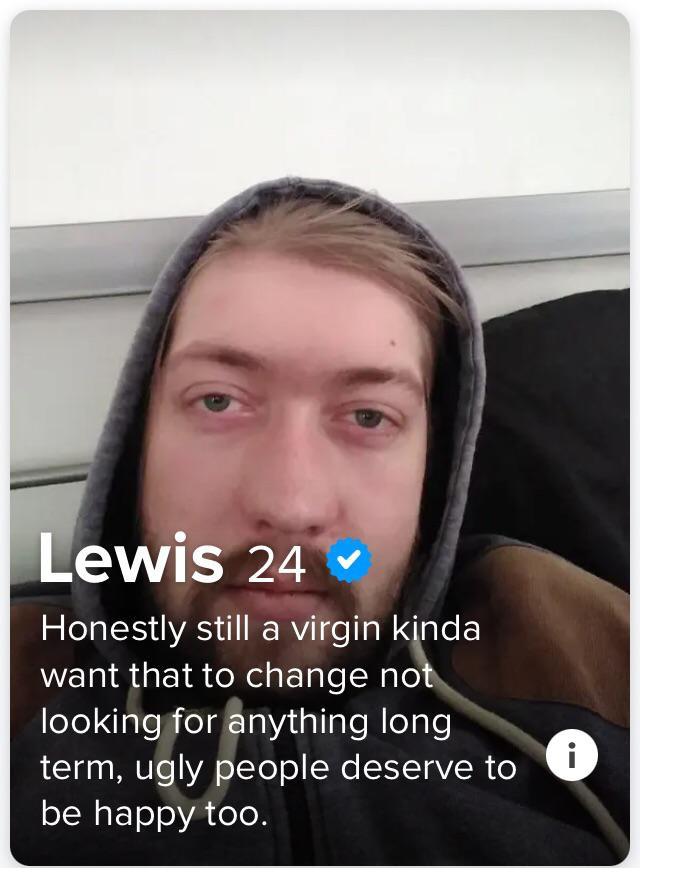 Lewis 24
Honestly still a virgin kinda
want that to change not
looking for anything long
term, ugly people deserve to
be happy too.